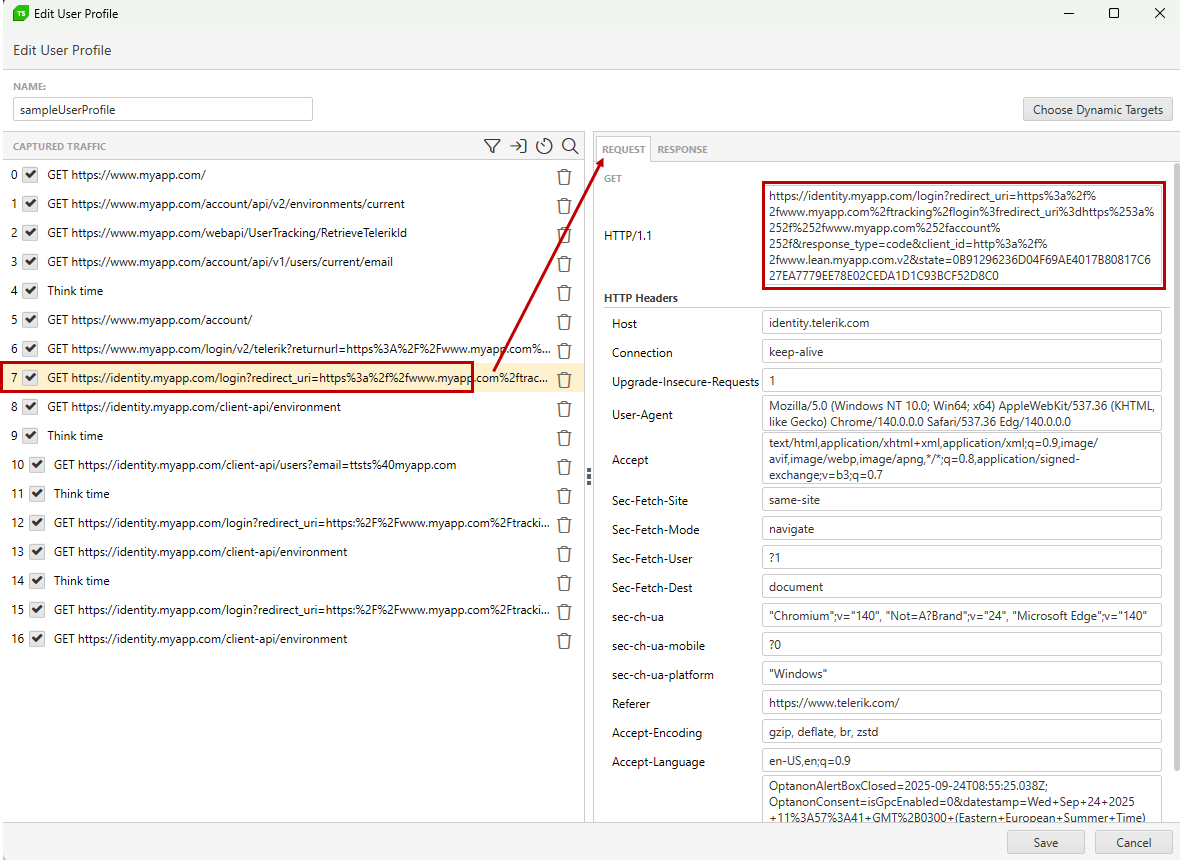 TS Edit User Profile
Edit User Profile
NAME:
sampleUserProfile
Choose Dynamic Targets
CAPTURED TRAFFIC
0 GET https://www.myapp.com/
1 GET https://www.myapp.com/account/api/v2/environments/current
2 GET https://www.myapp.com/webapi/UserTracking/RetrieveTelerikId
3 GET https://www.myapp.com/account/api/v1/users/current/email
4 Think time
5 GET https://www.myapp.com/account/
6 GET https://www.myapp.com/login/v2/telerik?returnurl=https%3A%2F%2Fwww.myapp.com%...
7 GET https://identity.myapp.com/login?redirect_uri=https%3a%2f%2fwww.myapp.com%2ftrac...
8 GET https://identity.myapp.com/client-api/environment
9 Think time
10 GET https://identity.myapp.com/client-api/users?email=ttsts%40myapp.com
11 Think time
12 GET https://identity.myapp.com/login?redirect_uri=https:%2F%2Fwww.myapp.com%2Ftracki...
13 GET https://identity.myapp.com/client-api/environment
14 Think time
15 GET https://identity.myapp.com/login?redirect_uri=https:%2F%2Fwww.myapp.com%2Ftracki...
16 GET https://identity.myapp.com/client-api/environment
REQUEST RESPONSE
GET
HTTP/1.1
https://identity.myapp.com/login?redirect_uri=https%3a%2f%
2fwww.myapp.com%2ftracking%2flogin%3fredirect_uri%3dhttps%253a%
252f%252fwww.myapp.com%252faccount%
252f&response_type=code&client_id=http%3a%2f%
2fwww.lean.myapp.com.v2&state=0B91296236D04F69AE4017B80817C6
27EA7779EE78E02CEDA1D1C93BCF52D8C0
HTTP Headers
Host identity.telerik.com
Connection keep-alive
Upgrade-Insecure-Requests 1
User-Agent Mozilla/5.0 (Windows NT 10.0; Win64; x64) AppleWebKit/537.36 (KHTML,
like Gecko) Chrome/140.0.0.0 Safari/537.36 Edg/140.0.0.0
Accept text/html,application/xhtml+xml,application/xml;q=0.9,image/
avif,image/webp,image/apng,*/*;q=0.8,application/signed-
exchange;v=b3;q=0.7
Sec-Fetch-Site same-site
Sec-Fetch-Mode navigate
Sec-Fetch-User ?1
Sec-Fetch-Dest document
sec-ch-ua "Chromium";v="140", "Not=A?Brand";v="24", "Microsoft Edge";v="140"
sec-ch-ua-mobile ?0
sec-ch-ua-platform "Windows"
Referer https://www.telerik.com/
Accept-Encoding gzip, deflate, br, zstd
Accept-Language en-US,en;q=0.9
OptanonAlertBoxClosed=2025-09-24T08:55:25.038Z;
OptanonConsent=isGpcEnabled=0&datestamp=Wed+Sep+24+2025
+11%3A57%3A41+GMT%2B0300+(Eastern+European+Summer+Time)
Save Cancel